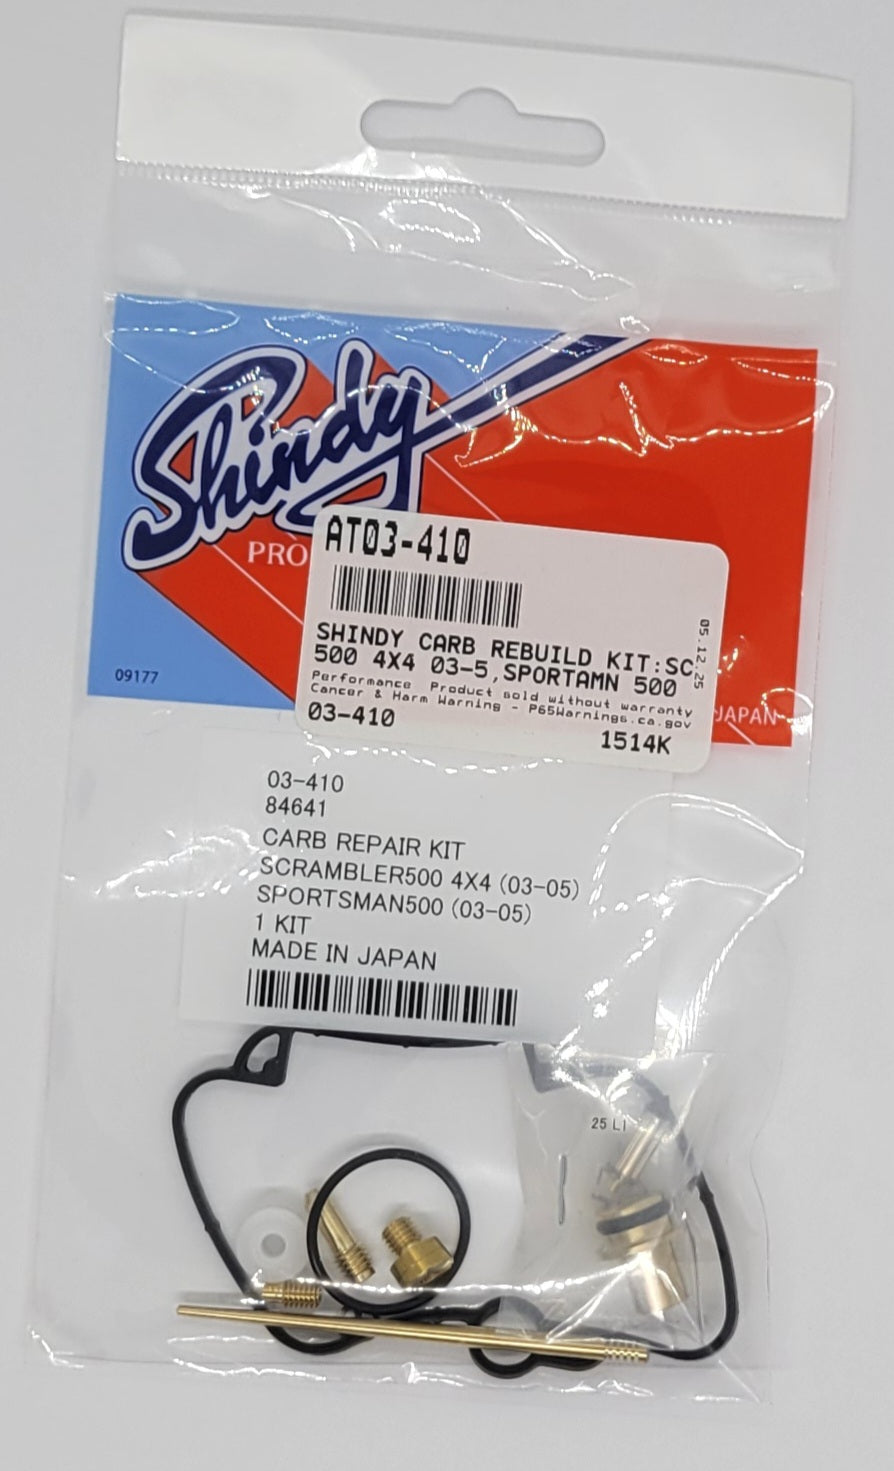 Shindy
PRO
AT03-410
SHINDY CARB REBUILD KIT:SC
500 4X4 03-5,SPORTAMN 500
Performance Product sold without warranty
Cancer & Harm Warning - P65Warnings.ca.gov
03-410
1514K
05.12.25
09177
JAPAN
03-410
84641
CARB REPAIR KIT
SCRAMBLER500 4X4 (03-05)
SPORTSMAN500 (03-05)
1 KIT
MADE IN JAPAN
25 LI